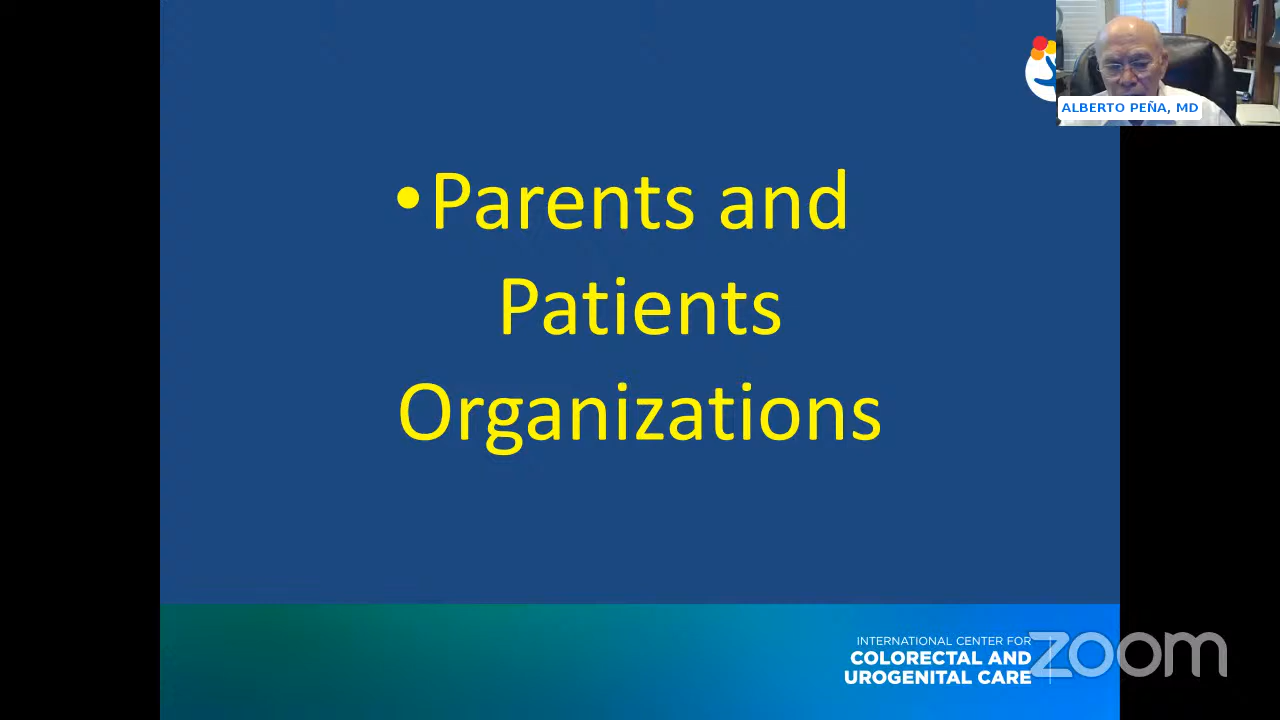 ALBERTO PEÑA, MD
•Parents and
Patients
Organizations
INTERNATIONAL CENTER FOR
COLORECTAL AND
UROGENITAL CARE
zoom